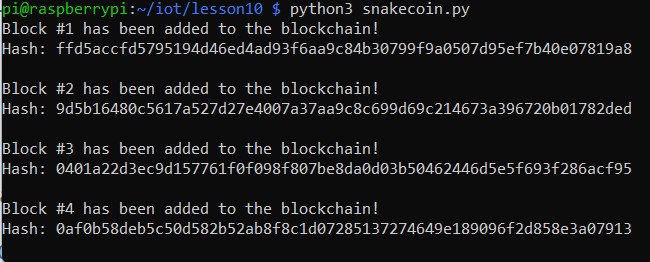 pi@raspberrypi:~/iot/lesson10 $ python3 snakecoin.py
Block #1 has been added to the blockchain!
Hash: ffd5accfd5795194d46ed4ad93f6aa9c84b30799f9a0507d95ef7b40e07819a8
Block #2 has been added to the blockchain!
Hash: 9d5b16480c5617a527d27e4007a37aa9c8c699d69c214673a396720b01782ded
Block #3 has been added to the blockchain!
Hash: 0401a22d3ec9d157761f0f098f807be8da0d03b50462446d5e5f693f286acf95
Block #4 has been added to the blockchain!
Hash: 0af0b58deb5c50d582b52ab8f8c1d07285137274649e189096f2d858e3a07913